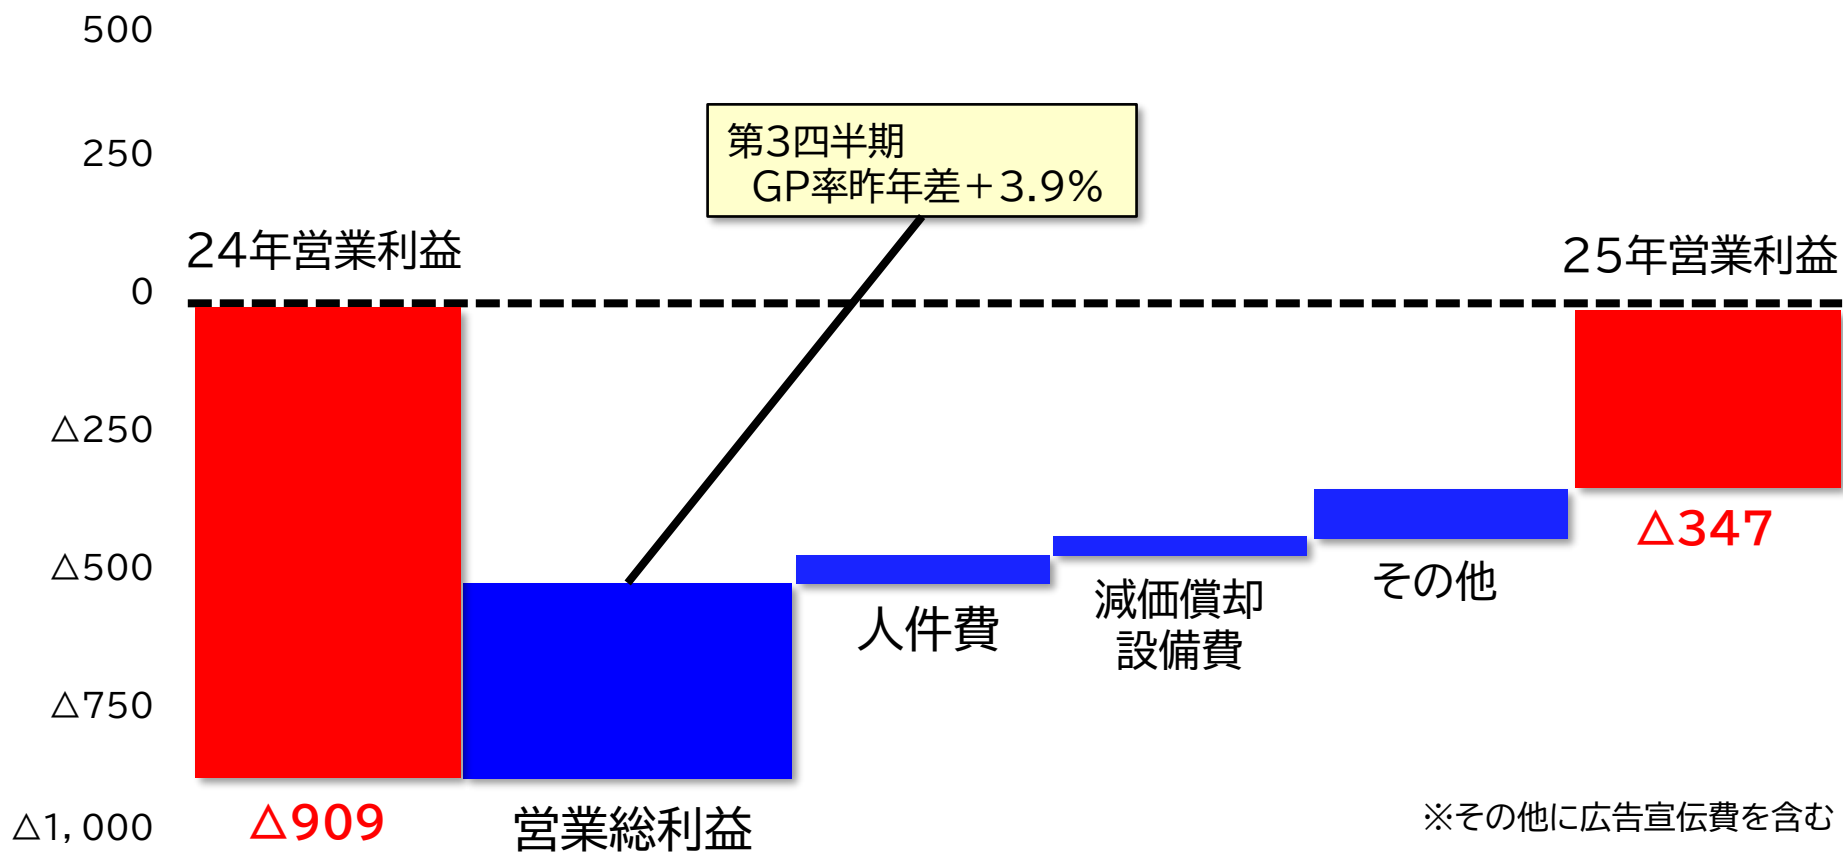 500
250
第3四半期
GP率昨年差+3.9%
24年営業利益
25年営業利益
0
△250
△347
△500
人件費
減価償却
設備費
その他
△750
△1,000
△909
営業総利益
※その他に広告宣伝費を含む